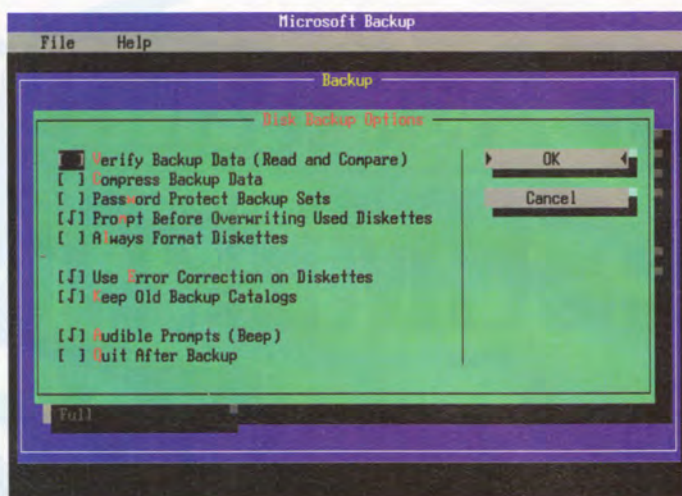 Microsoft Backup
File Help
Backup
Disk Backup Options
[ ] Verify Backup Data (Read and Compare)
[ ] Compress Backup Data
[ ] Password Protect Backup Sets
[√] Prompt Before Overwriting Used Diskettes
[ ] Always Format Diskettes
[√] Use Error Correction on Diskettes
[√] Keep Old Backup Catalogs
[√] Audible Prompts (Beep)
[ ] Quit After Backup
OK
Cancel
Full